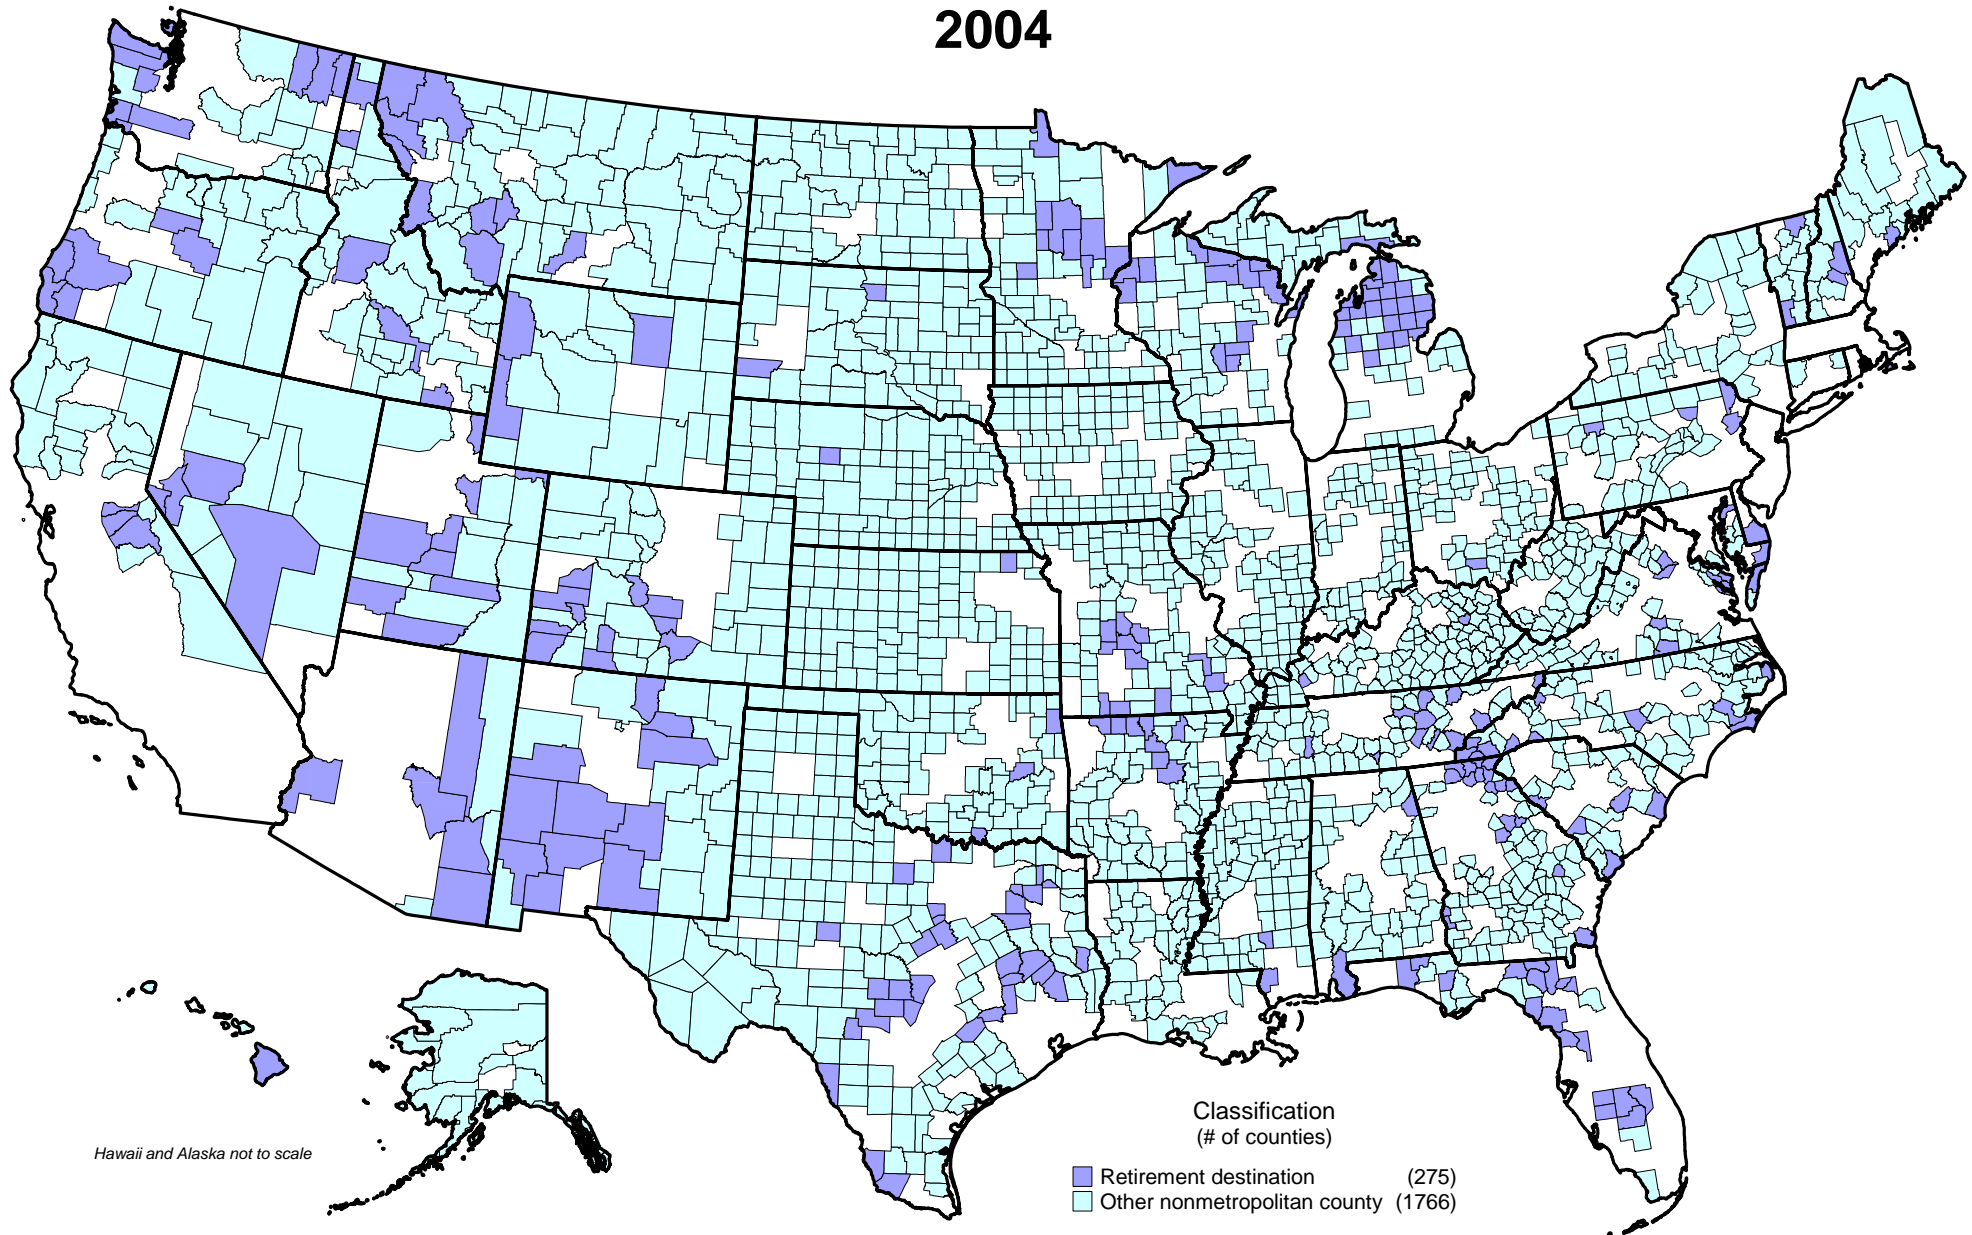 2004
Hawaii and Alaska not to scale
Classification
(# of counties)
Retirement destination (275)
Other nonmetropolitan county (1766)